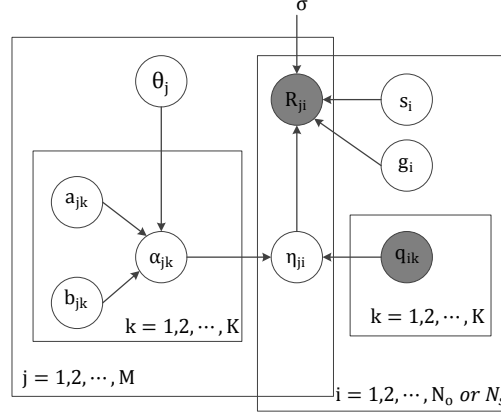 σ
θj
Rji
si
gi
ajk
αjk
ηji
qik
bjk
k = 1,2, ⋯ , K
k = 1,2, ⋯ , K
j = 1,2, ⋯ , M
i = 1,2, ⋯ , No or